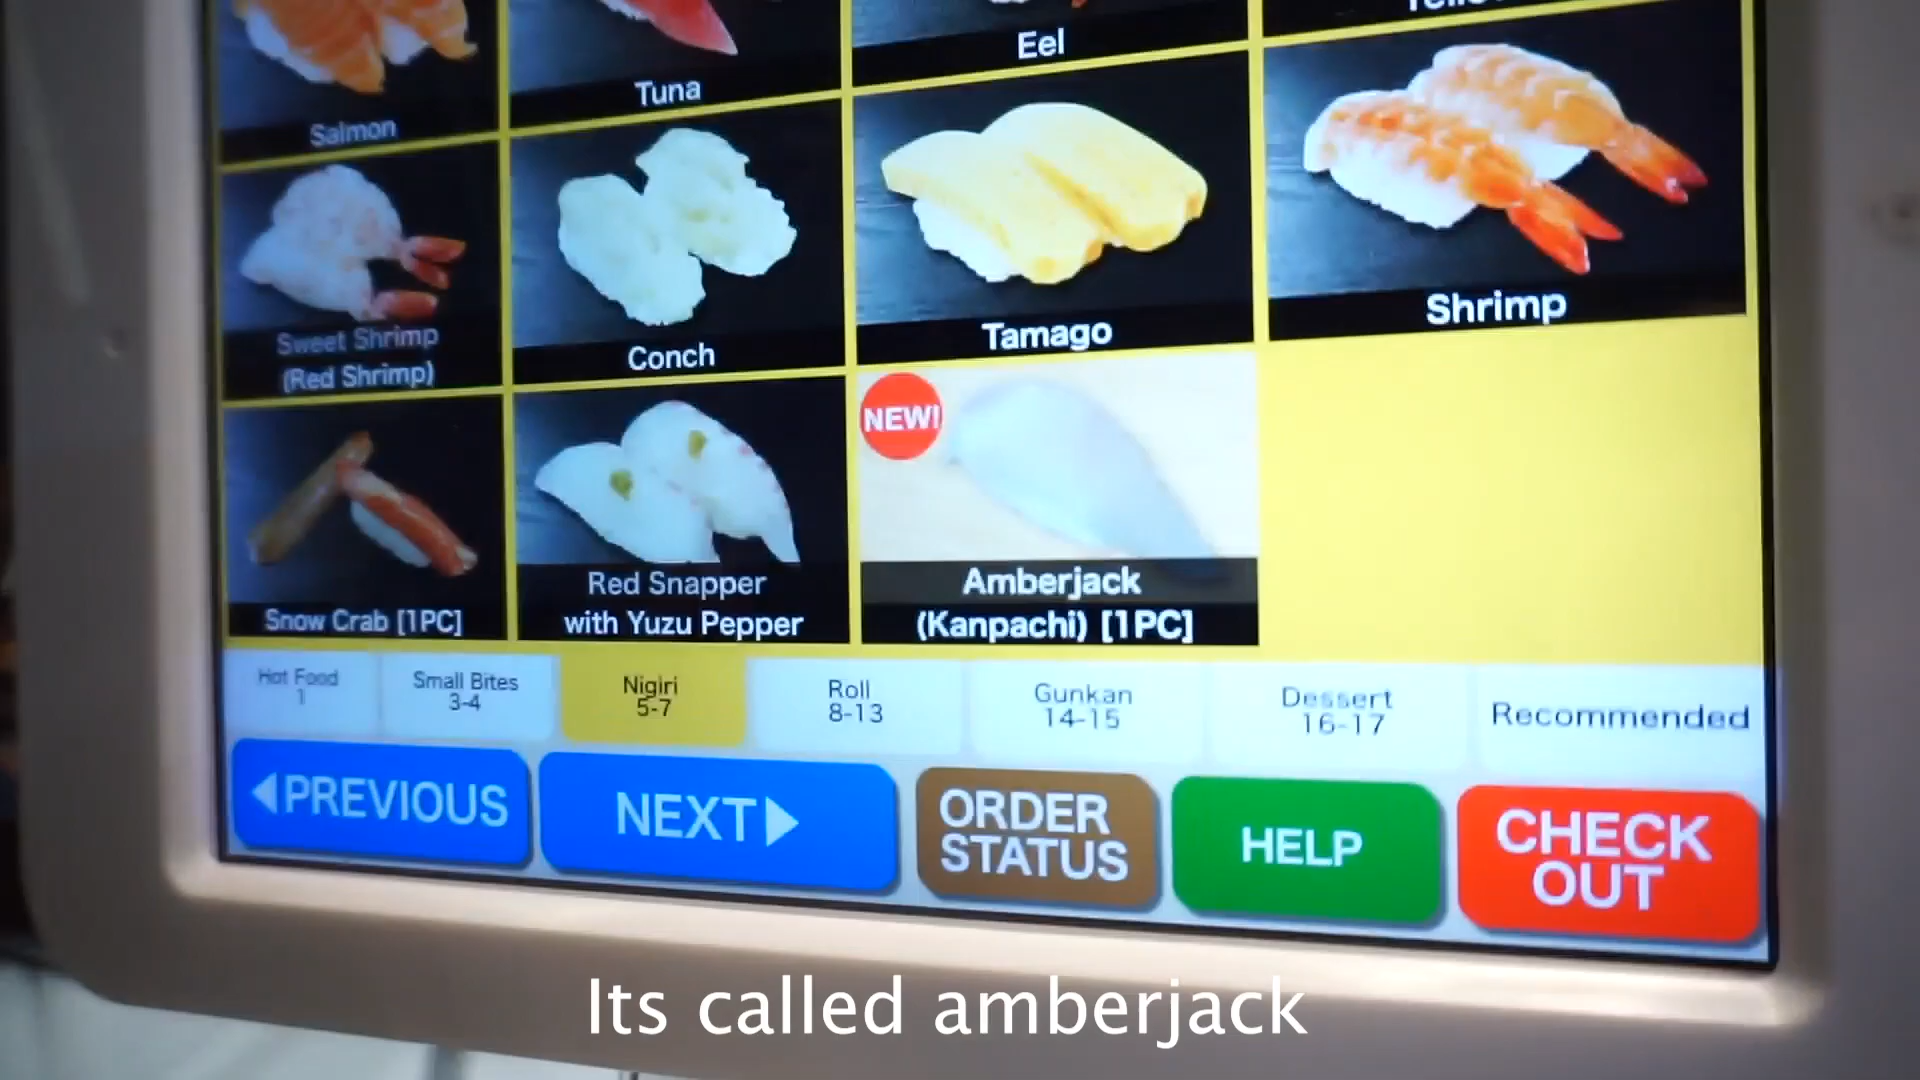 Eel
Tuna
Salmon
Shrimp
Tamago
Conch
Sweet Shrimp
(Red Shrimp)
NEW!
Amberjack
(Kanpachi) [1PC]
Red Snapper
with Yuzu Pepper
Snow Crab [1PC]
Hot Food
1
Small Bites
3-4
Nigiri
5-7
Roll
8-13
Gunkan
14-15
Dessert
16-17
Recommended
PREVIOUS
NEXT
ORDER
STATUS
HELP
CHECK
OUT
Its called amberjack